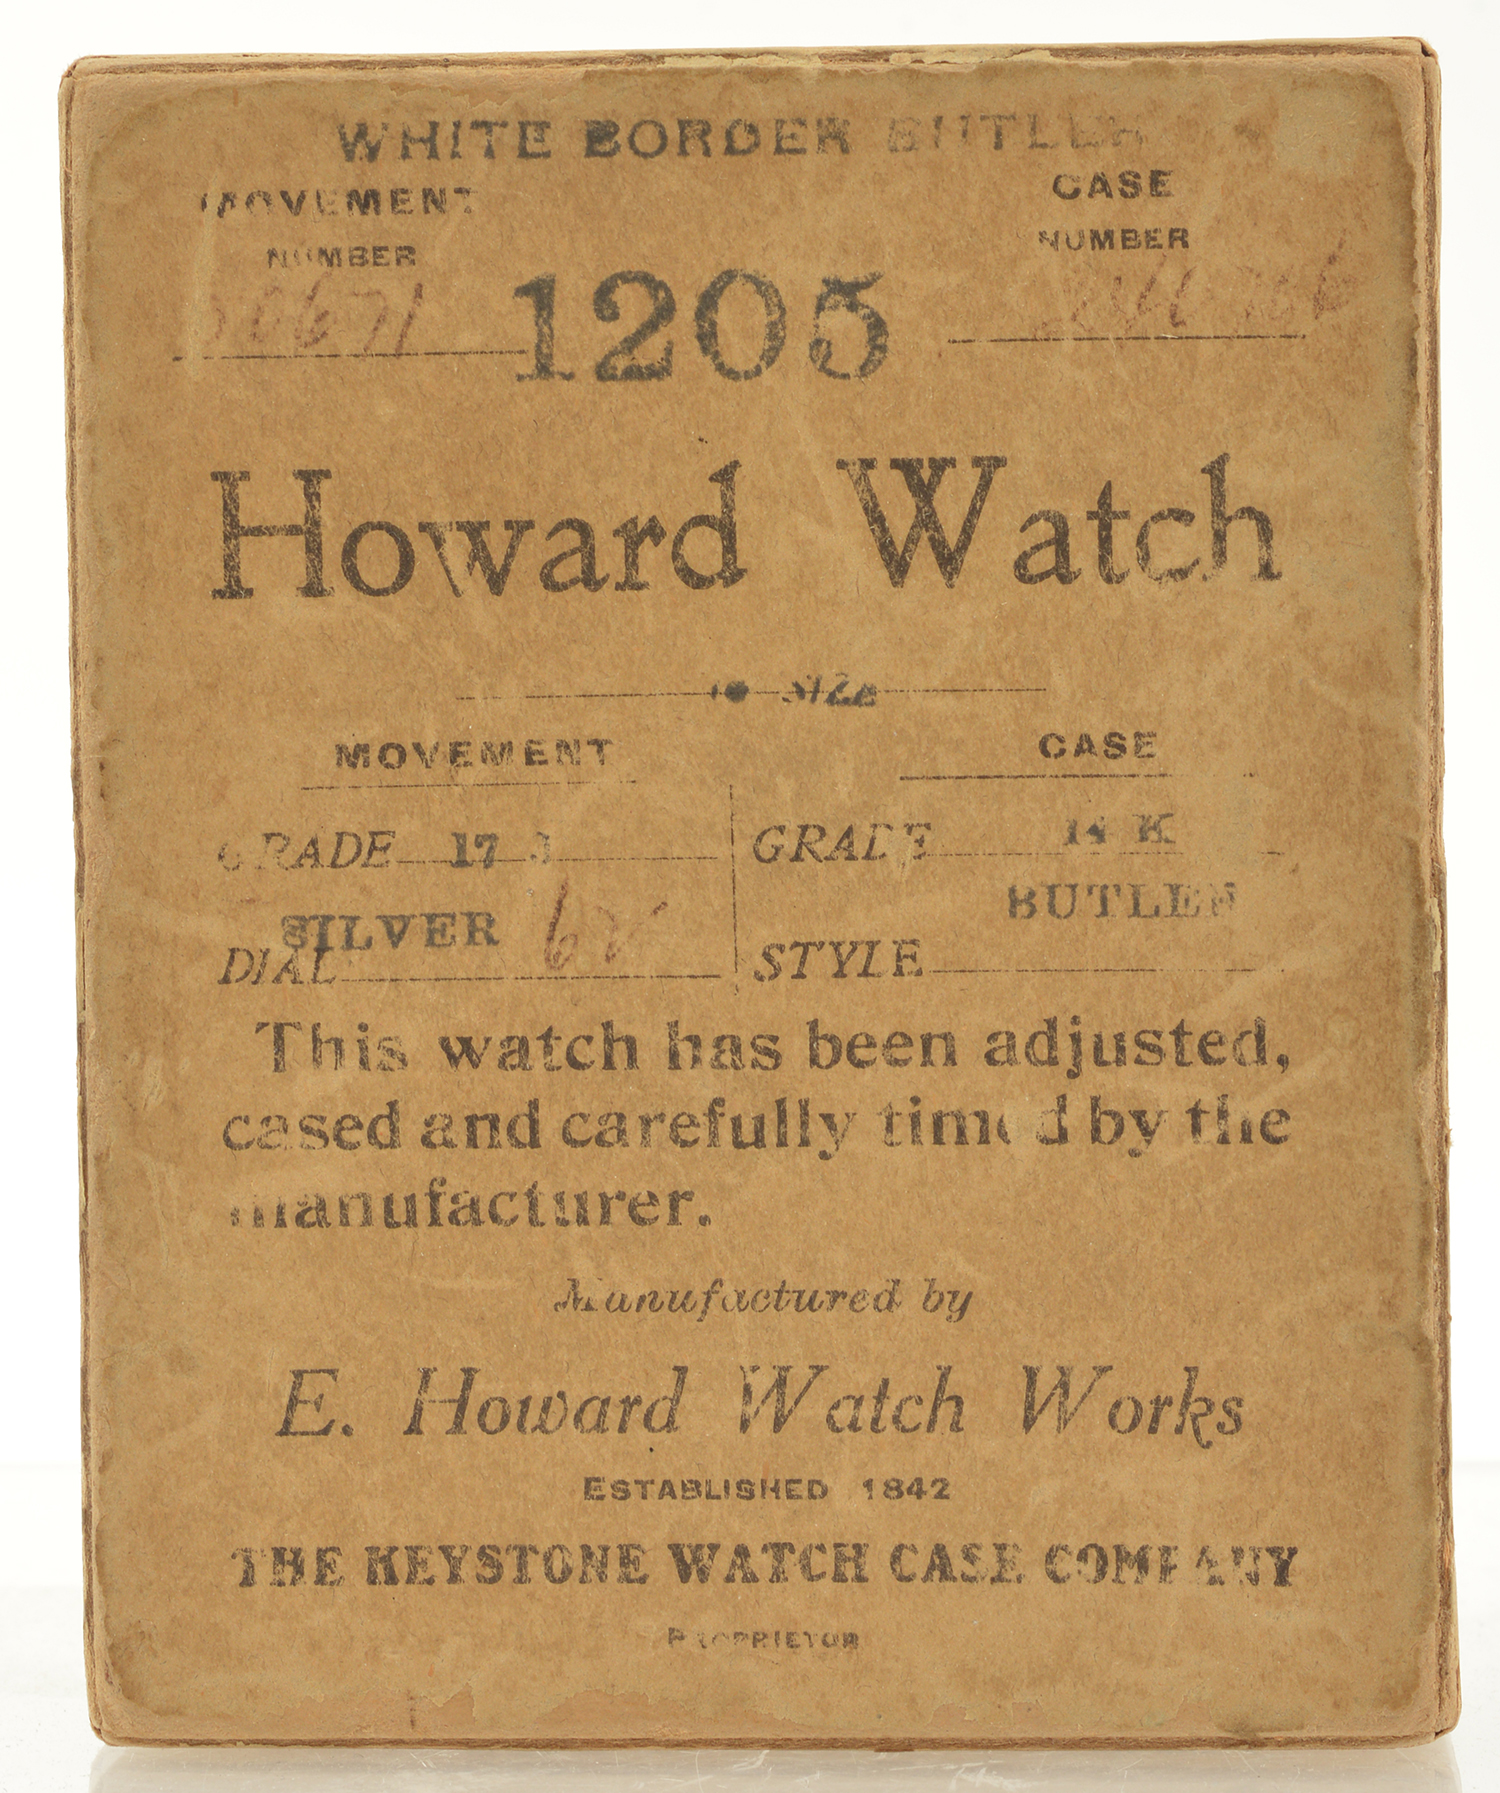 WHITE BORDER BUTLER
MOVEMENT CASE
NUMBER NUMBER
1205
Howard Watch
SIZE
MOVEMENT CASE
GRADE 17 J GRADE 14 K
SILVER BUTLER
DIAL STYLE
This watch has been adjusted,
cased and carefully timed by the
manufacturer.
Manufactured by
E. Howard Watch Works
ESTABLISHED 1842
THE KEYSTONE WATCH CASE COMPANY
PROPRIETOR